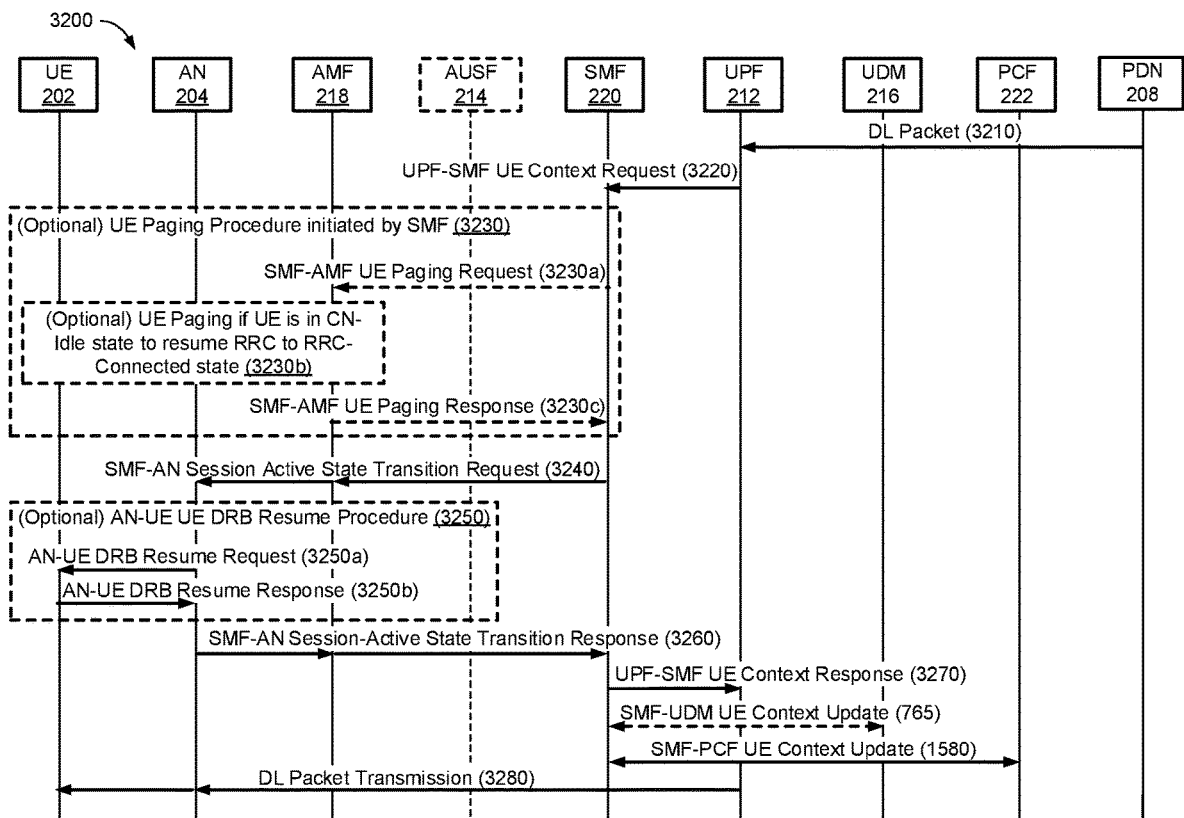 3200
UE
202
AN
204
AMF
218
AUSF
214
SMF
220
UPF
212
UDM
216
PCF
222
PDN
208
DL Packet (3210)
UPF-SMF UE Context Request (3220)
(Optional) UE Paging Procedure initiated by SMF (3230)
SMF-AMF UE Paging Request (3230a)
(Optional) UE Paging if UE is in CN-
Idle state to resume RRC to RRC-
Connected state (3230b)
SMF-AMF UE Paging Response (3230c)
SMF-AN Session Active State Transition Request (3240)
(Optional) AN-UE UE DRB Resume Procedure (3250)
AN-UE DRB Resume Request (3250a)
AN-UE DRB Resume Response (3250b)
SMF-AN Session-Active State Transition Response (3260)
UPF-SMF UE Context Response (3270)
SMF-UDM UE Context Update (765)
SMF-PCF UE Context Update (1580)
DL Packet Transmission (3280)